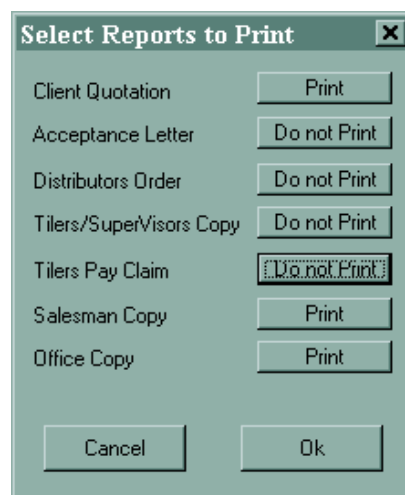 Select Reports to Print
Client Quotation Print
Acceptance Letter Do not Print
Distributors Order Do not Print
Tilers/SuperVisors Copy Do not Print
Tilers Pay Claim Do not Print
Salesman Copy Print
Office Copy Print
Cancel Ok